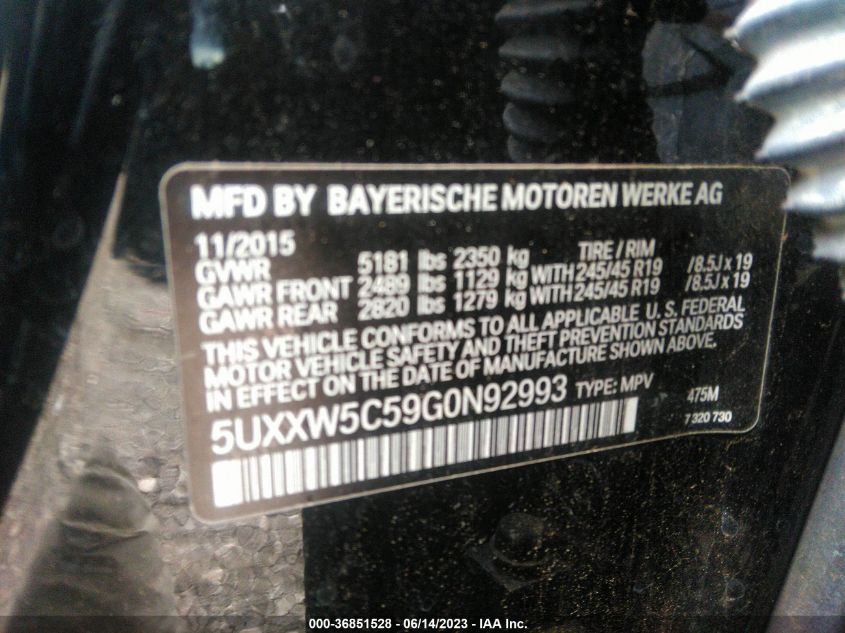 MFD BY BAYERISCHE MOTOREN WERKE AG
11/2015 TIRE / RIM
GVWR 5181 lbs 2350 kg
GAWR FRONT 2489 lbs 1129 kg WITH 245/45 R19 /8.5J x 19
GAWR REAR 2820 lbs 1279 kg WITH 245/45 R19 /8.5J x 19
THIS VEHICLE CONFORMS TO ALL APPLICABLE U.S. FEDERAL
MOTOR VEHICLE SAFETY AND THEFT PREVENTION STANDARDS
IN EFFECT ON THE DATE OF MANUFACTURE SHOWN ABOVE.
5UXXW5C59G0N92993 TYPE: MPV 475M
7 320 730
000-36851528 - 06/14/2023 - IAA Inc.